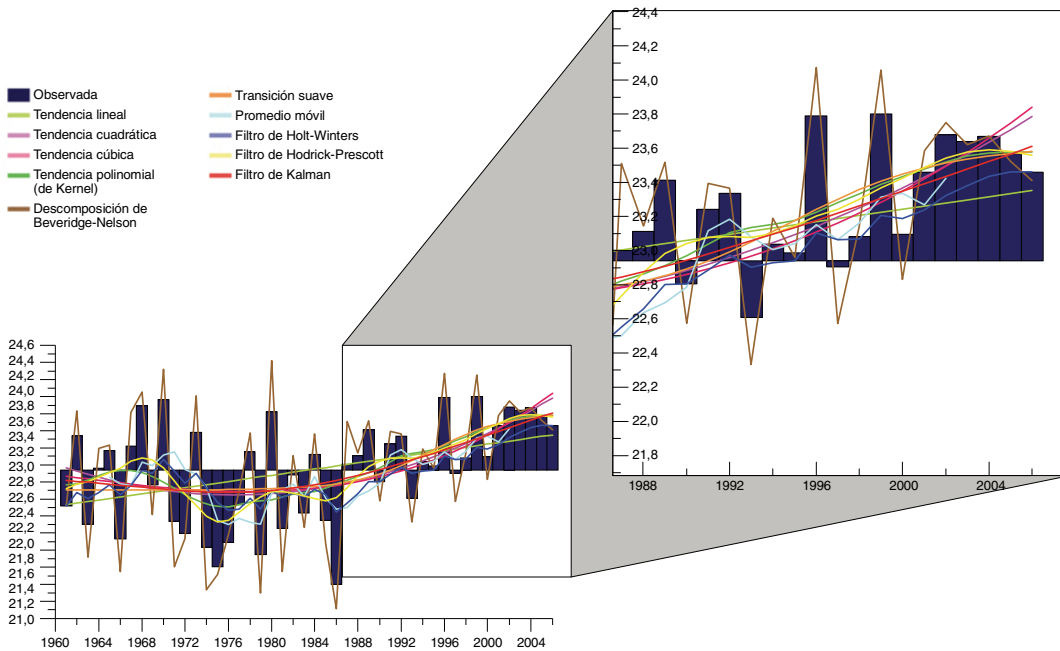 Observada
Tendencia lineal
Tendencia cuadrática
Tendencia cúbica
Tendencia polinomial
(de Kernel)
Descomposición de
Beveridge-Nelson
Transición suave
Promedio móvil
Filtro de Holt-Winters
Filtro de Hodrick-Prescott
Filtro de Kalman
24,4
24,2
24,0
23,8
23,6
23,4
23,2
23,0
22,8
22,6
22,4
22,2
22,0
21,8
1988 1992 1996 2000 2004
24,6
24,2
24,0
23,8
23,6
23,4
23,2
23,0
22,8
22,6
22,4
22,2
21,8
21,6
21,4
21,2
21,0
1960 1964 1968 1972 1976 1980 1984 1988 1992 1996 2000 2004